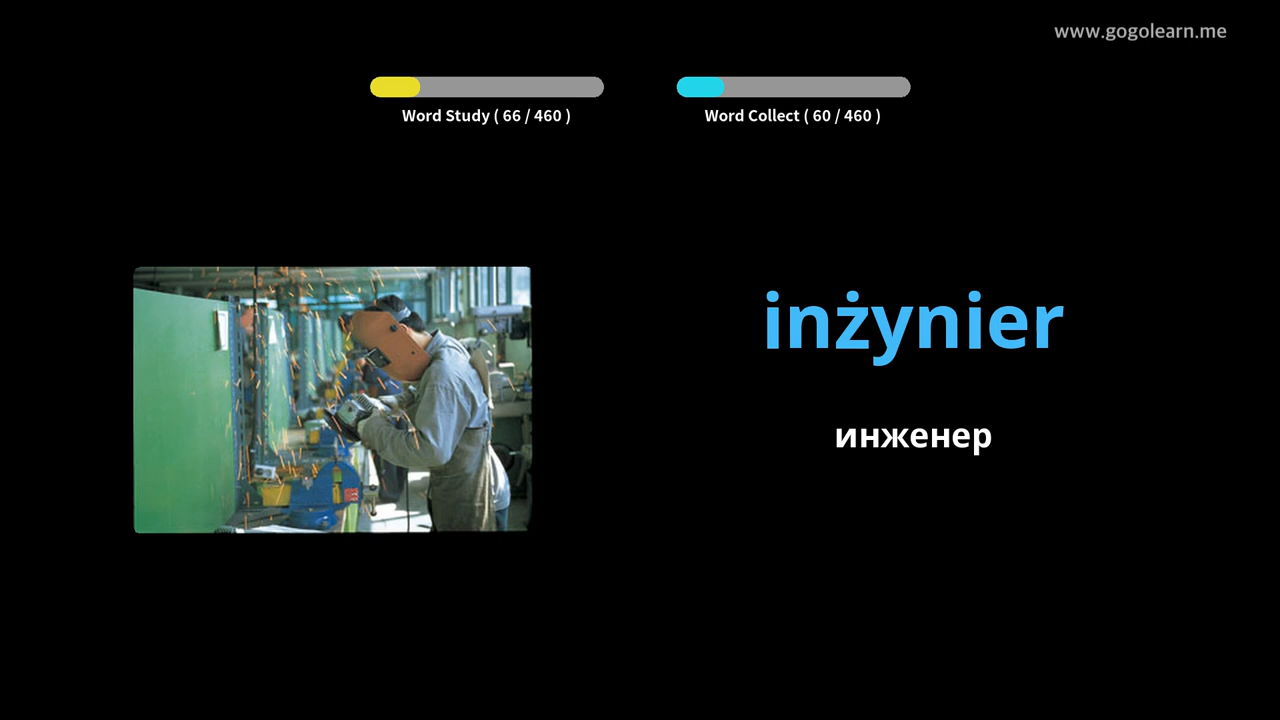 www.gogolearn.me
Word Study ( 66 / 460 )
Word Collect ( 60 / 460 )
inżynier
инженер